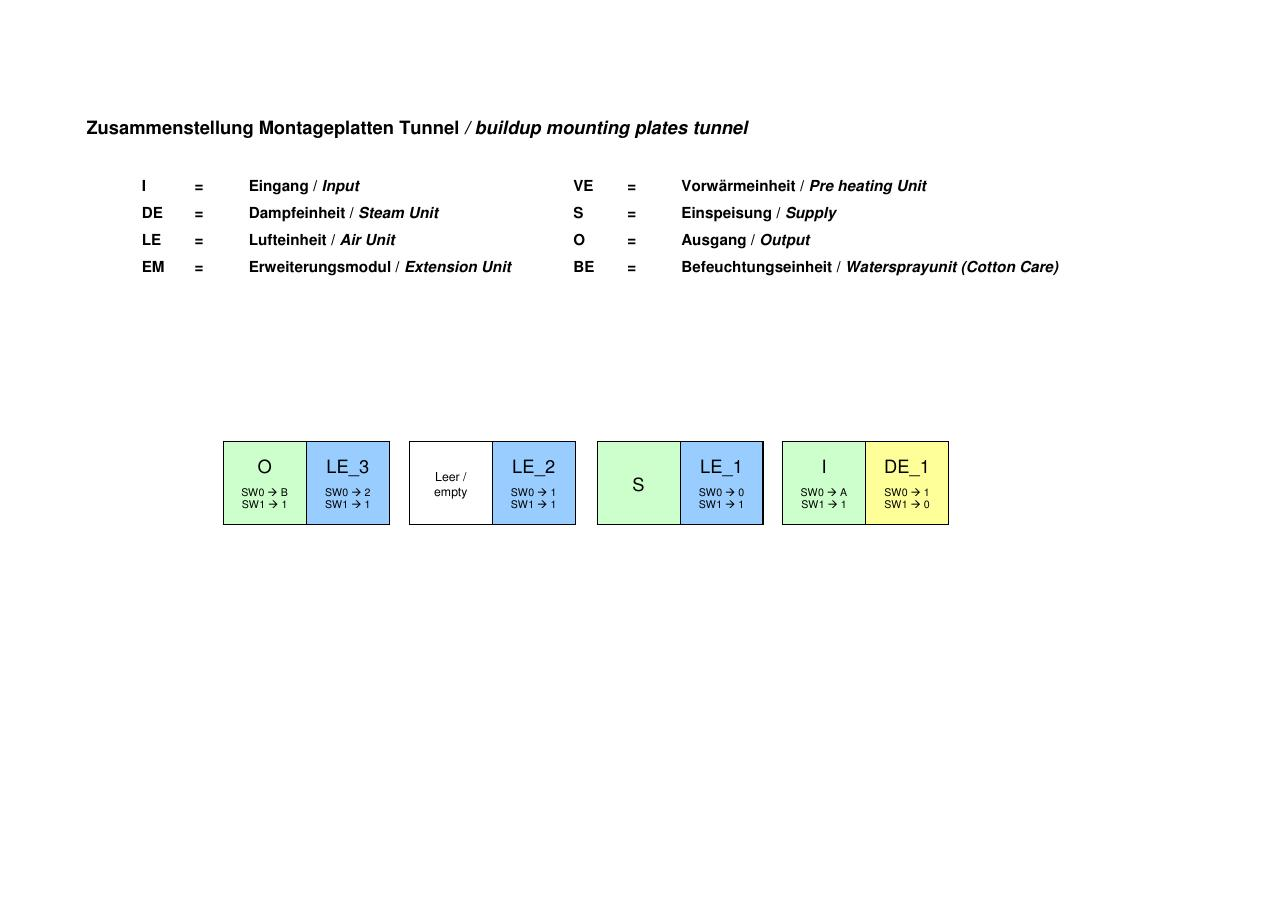 Zusammenstellung Montageplatten Tunnel / buildup mounting plates tunnel
I = Eingang / Input VE = Vorwärmeinheit / Pre heating Unit
DE = Dampfeinheit / Steam Unit S = Einspeisung / Supply
LE = Lufteinheit / Air Unit O = Ausgang / Output
EM = Erweiterungsmodul / Extension Unit BE = Befeuchtungseinheit / Watersprayunit (Cotton Care)
O
SW0 → B
SW1 → 1
LE_3
SW0 → 2
SW1 → 1
Leer /
empty
LE_2
SW0 → 1
SW1 → 1
S
LE_1
SW0 → 0
SW1 → 1
I
SW0 → A
SW1 → 1
DE_1
SW0 → 1
SW1 → 0